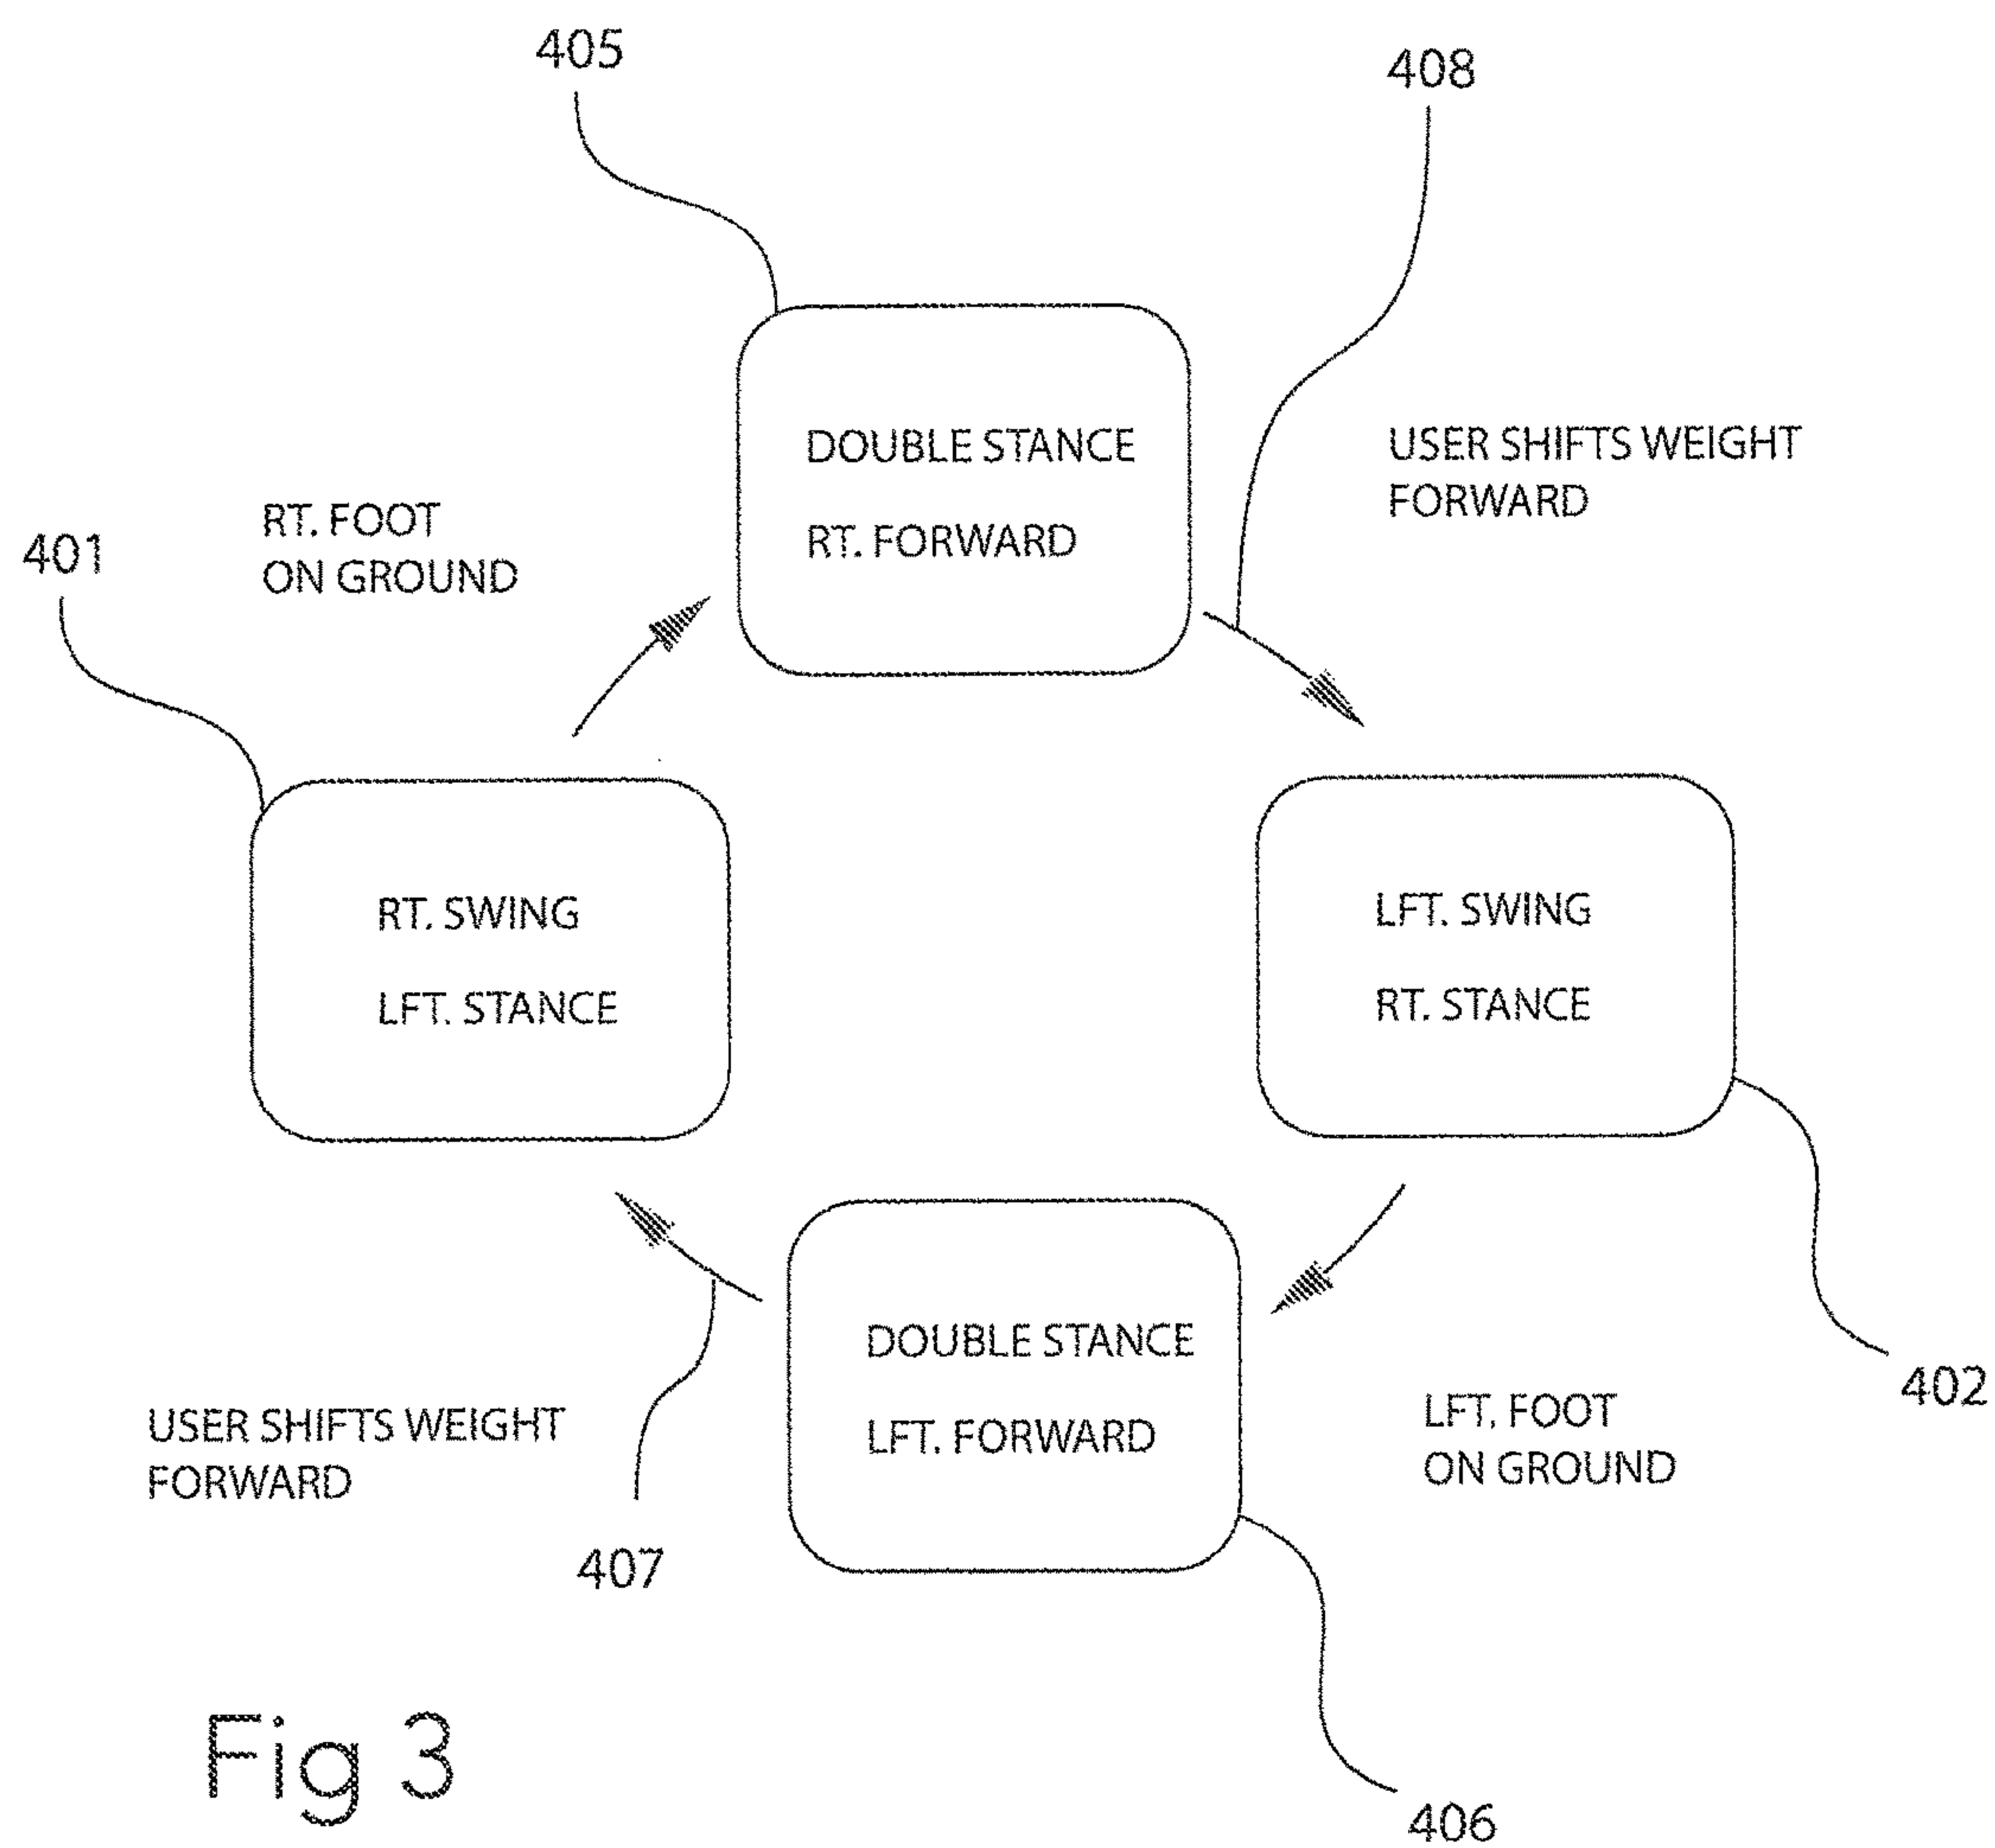 405
408
DOUBLE STANCE
RT. FORWARD
USER SHIFTS WEIGHT
FORWARD
RT. FOOT
ON GROUND
401
RT. SWING
LFT. STANCE
LFT. SWING
RT. STANCE
DOUBLE STANCE
LFT. FORWARD
402
LFT. FOOT
ON GROUND
USER SHIFTS WEIGHT
FORWARD
407
406
Fig 3